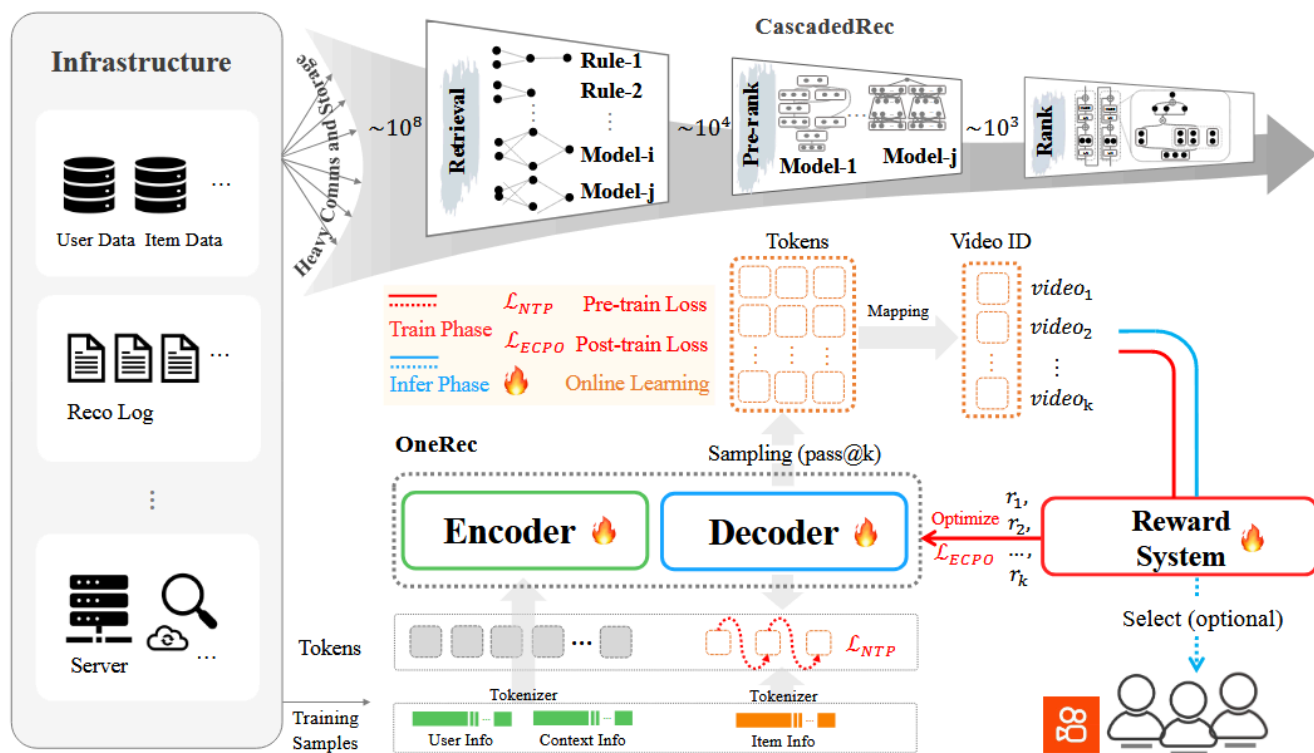 CascadedRec
Infrastructure
User Data Item Data
...
Reco Log
...
⋮
Server
...
Heavy Comms and Storage
~10^8
Retrieval
Rule-1
Rule-2
⋮
Model-i
Model-j
~10^4
Pre-rank
Model-1
......
Model-j
~10^3
Rank
Train Phase
ℒ_NTP Pre-train Loss
ℒ_ECPO Post-train Loss
Infer Phase
Online Learning
Tokens
Mapping
Video ID
video_1
video_2
⋮
video_k
OneRec
Sampling (pass@k)
Encoder
Decoder
Optimize
ℒ_ECPO
r_1,
r_2,
...,
r_k
Reward
System
Select (optional)
Tokens
...
ℒ_NTP
Tokenizer
Tokenizer
Training
Samples
User Info
Context Info
Item Info